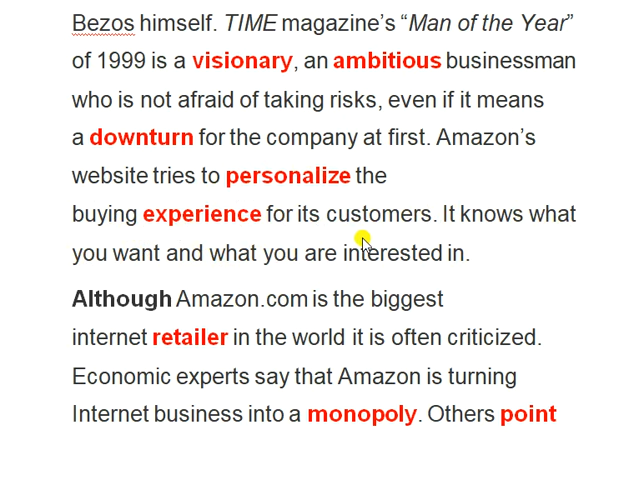 Bezos himself. TIME magazine’s “Man of the Year”
of 1999 is a visionary, an ambitious businessman
who is not afraid of taking risks, even if it means
a downturn for the company at first. Amazon’s
website tries to personalize the
buying experience for its customers. It knows what
you want and what you are interested in.
Although Amazon.com is the biggest
internet retailer in the world it is often criticized.
Economic experts say that Amazon is turning
Internet business into a monopoly. Others point